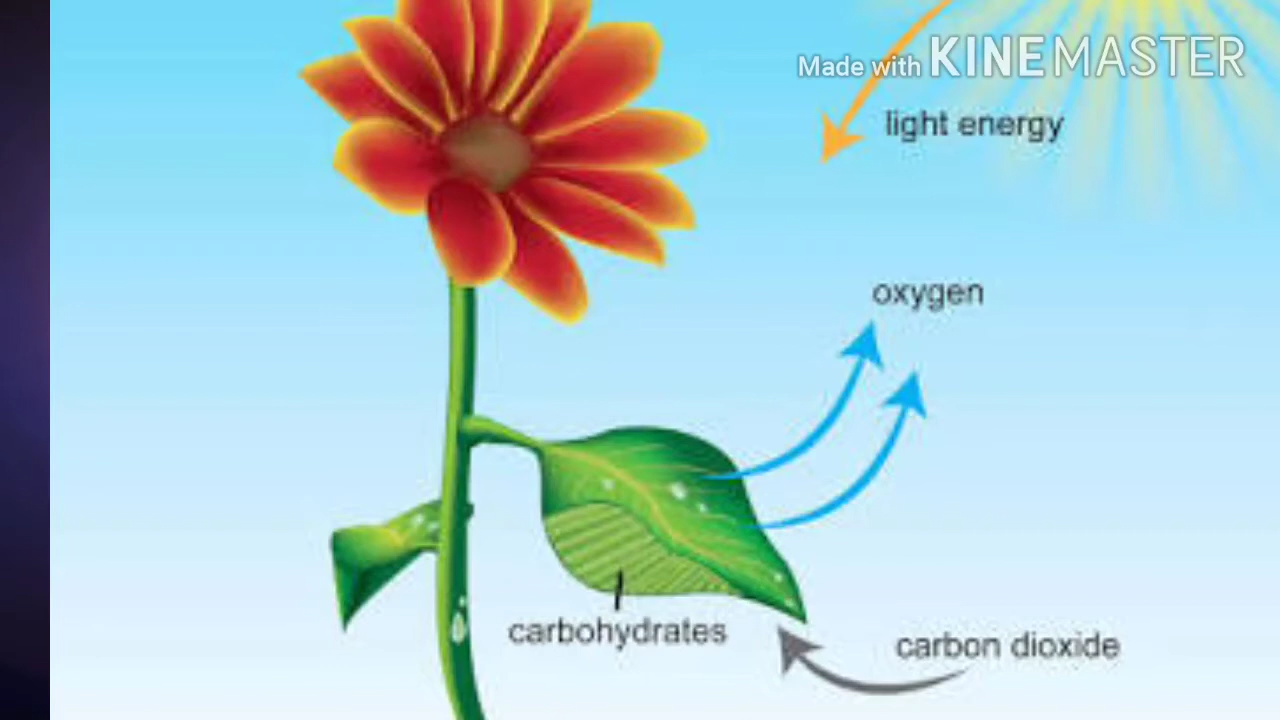 Made with KINEMASTER
light energy
oxygen
carbohydrates
carbon dioxide